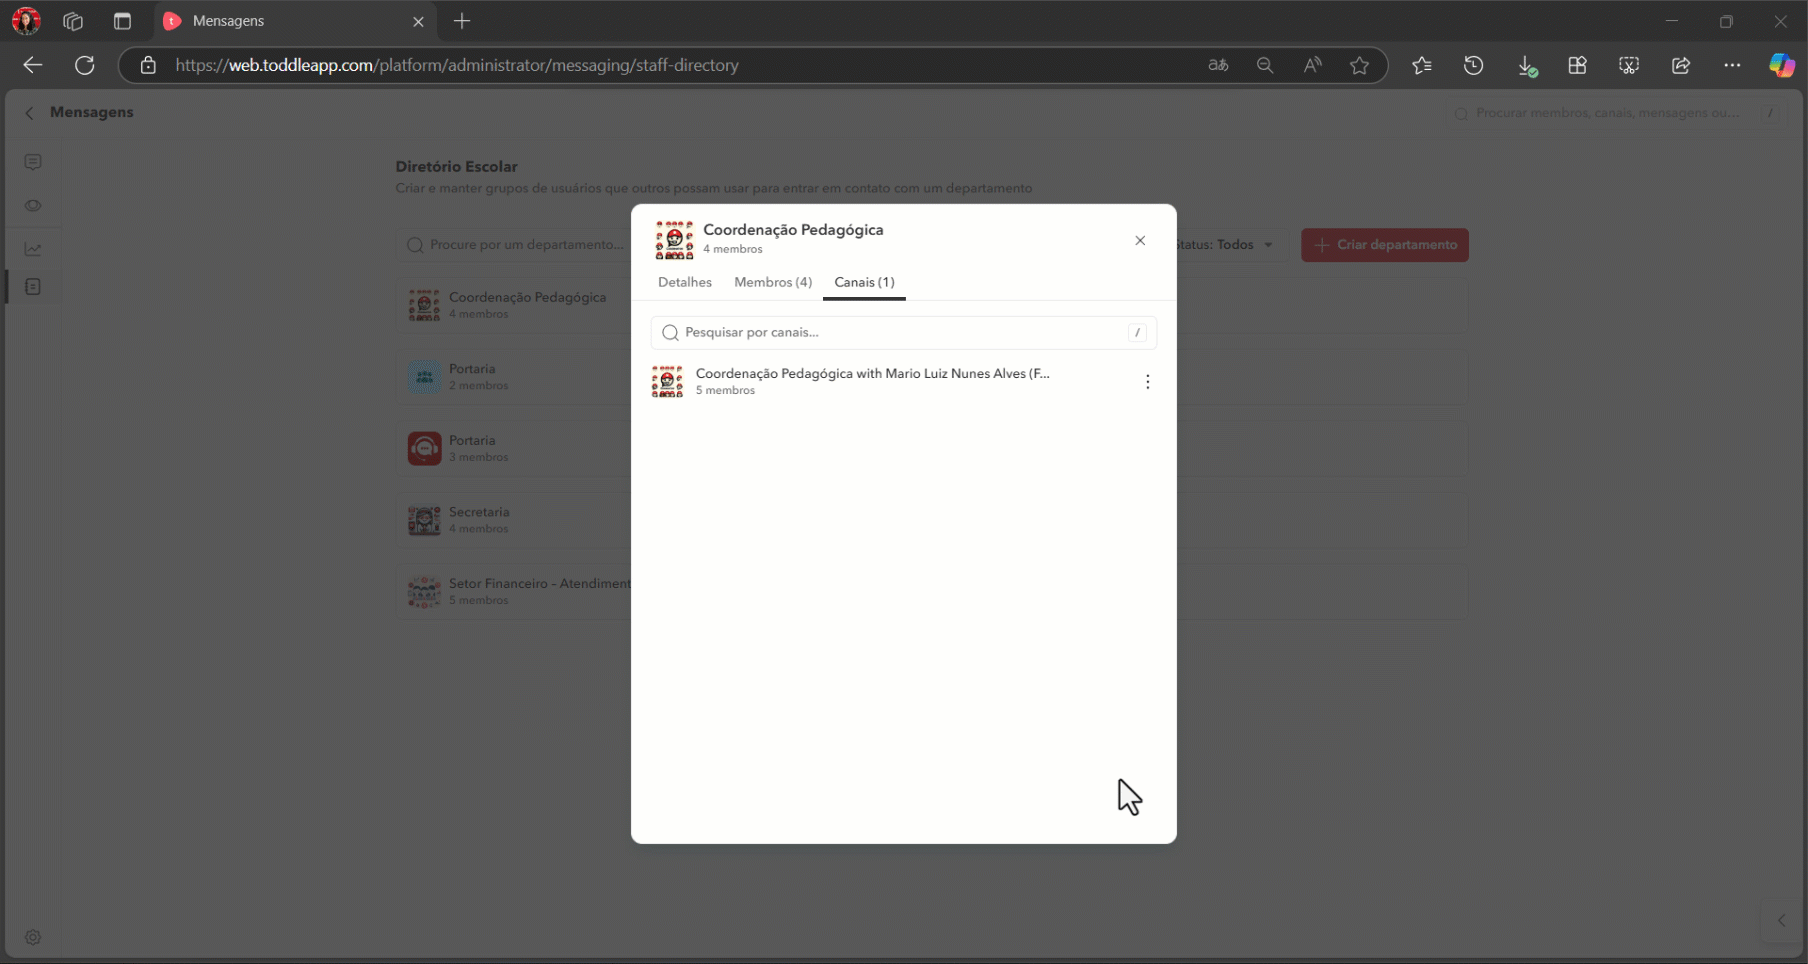 Mensagens
https://web.toddleapp.com/platform/administrator/messaging/staff-directory
Mensagens
Procurar membros, canais, mensagens ou...
/
Diretório Escolar
Criar e manter grupos de usuários que outros possam usar para entrar em contato com um departamento
Procure por um departamento...
Status: Todos
Criar departamento
Coordenação Pedagógica
4 membros
Portaria
2 membros
Portaria
3 membros
Secretaria
4 membros
Setor Financeiro - Atendiment
5 membros
Coordenação Pedagógica
4 membros
Detalhes
Membros (4)
Canais (1)
Pesquisar por canais...
/
Coordenação Pedagógica with Mario Luiz Nunes Alves (F...
5 membros